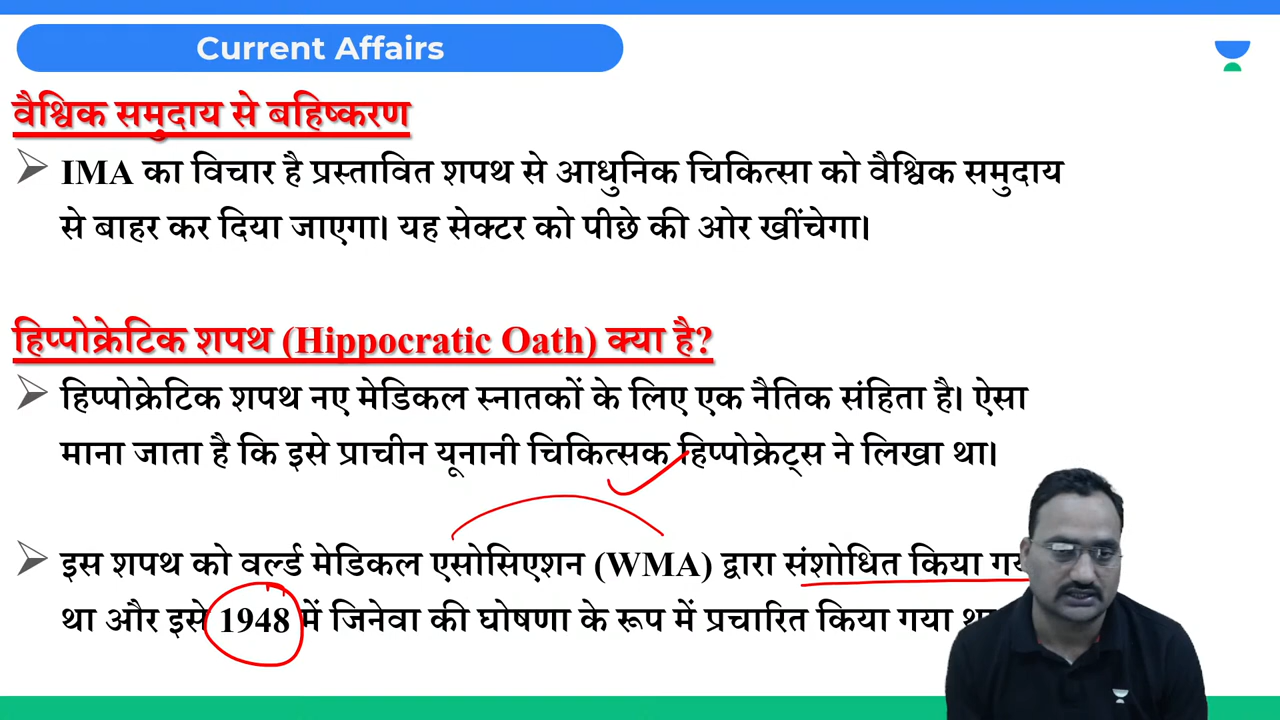 Current Affairs
वैश्विक समुदाय से बहिष्करण
IMA का विचार है प्रस्तावित शपथ से आधुनिक चिकित्सा को वैश्विक समुदाय
से बाहर कर दिया जाएगा। यह सेक्टर को पीछे की ओर खींचेगा।
हिप्पोक्रेटिक शपथ (Hippocratic Oath) क्या है?
हिप्पोक्रेटिक शपथ नए मेडिकल स्नातकों के लिए एक नैतिक संहिता है। ऐसा
माना जाता है कि इसे प्राचीन यूनानी चिकित्सक हिप्पोक्रेट्स ने लिखा था।
इस शपथ को वर्ल्ड मेडिकल एसोसिएशन (WMA) द्वारा संशोधित किया
था और इसे 1948 में जिनेवा की घोषणा के रूप में प्रचारित किया गया